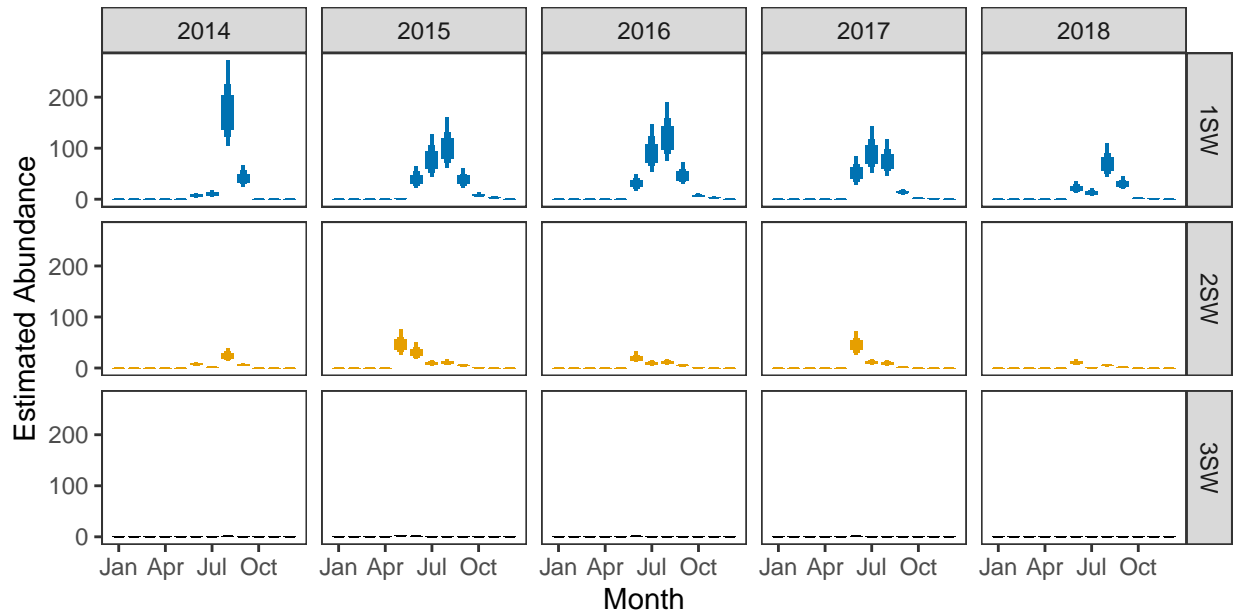 2014 2015 2016 2017 2018
Estimated Abundance
200
100
0
1SW
200
100
0
2SW
200
100
0
3SW
Jan Apr Jul Oct Jan Apr Jul Oct Jan Apr Jul Oct Jan Apr Jul Oct Jan Apr Jul Oct
Month